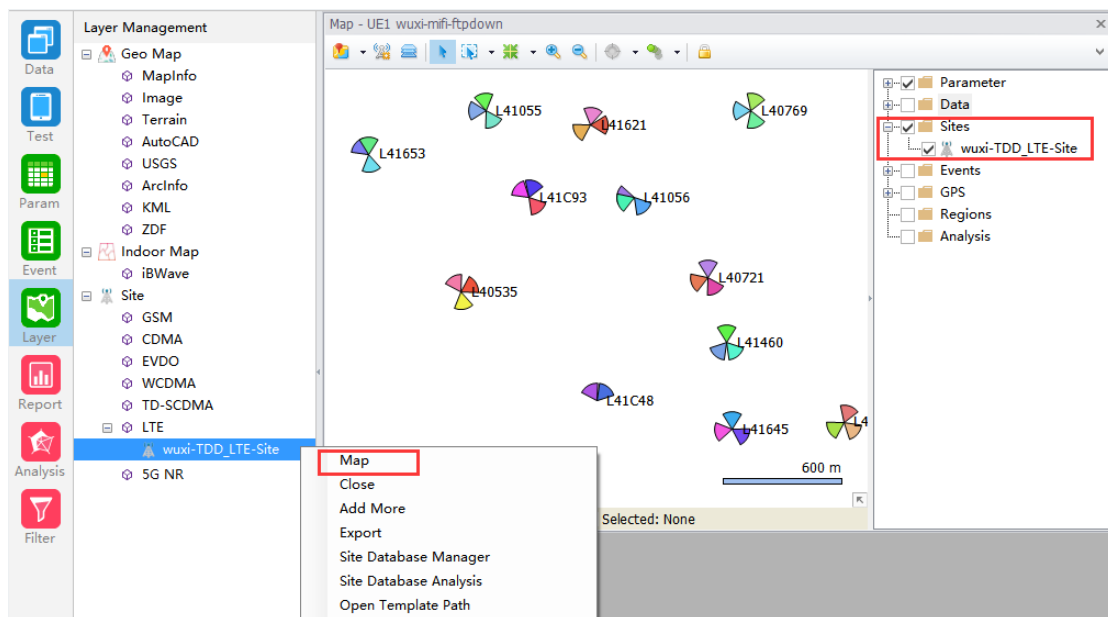 Data
Test
Param
Event
Layer
Report
Analysis
Filter
Layer Management
Geo Map
MapInfo
Image
Terrain
AutoCAD
USGS
ArcInfo
KML
ZDF
Indoor Map
iBWave
Site
GSM
CDMA
EVDO
WCDMA
TD-SCDMA
LTE
wuxi-TDD_LTE-Site
5G NR
Map
Close
Add More
Export
Site Database Manager
Site Database Analysis
Open Template Path
Map - UE1 wuxi-mifi-ftpdown
L41055
L41621
L40769
L41653
L41C93
L41056
L40535
L40721
L41460
L41C48
L41645
L4
600 m
Selected: None
Parameter
Data
Sites
wuxi-TDD_LTE-Site
Events
GPS
Regions
Analysis